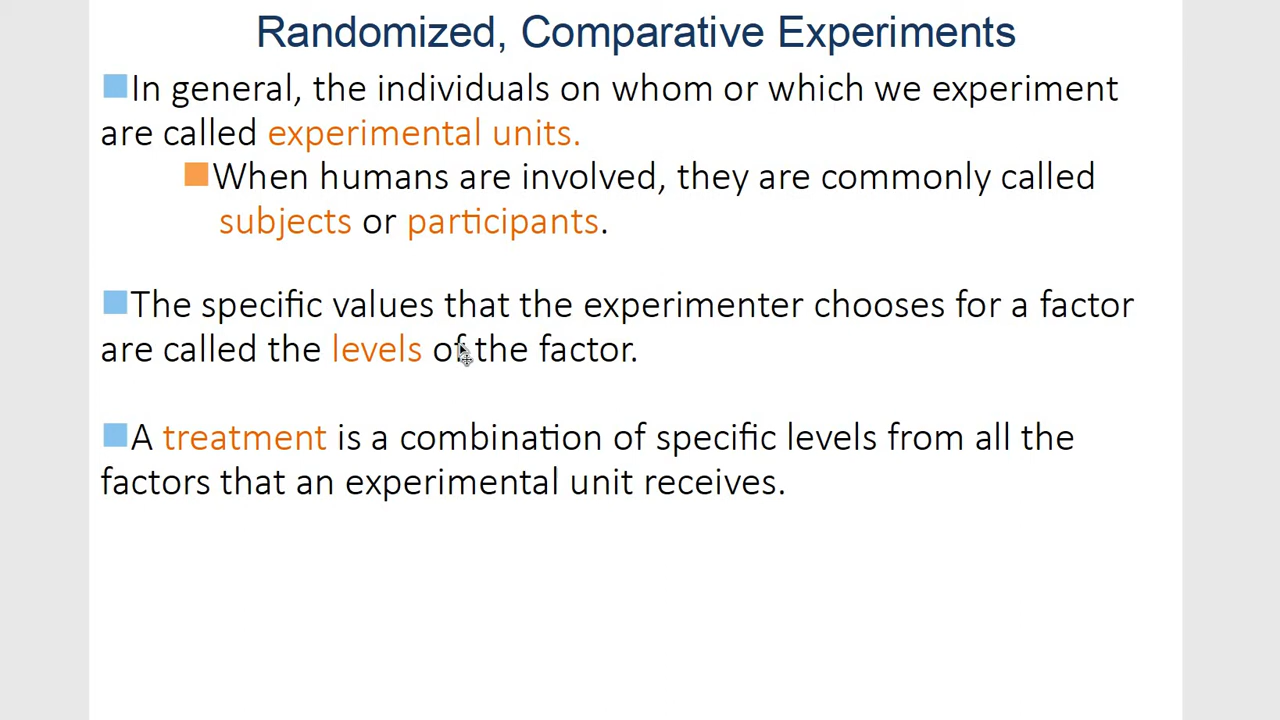 Randomized, Comparative Experiments
In general, the individuals on whom or which we experiment
are called experimental units.
When humans are involved, they are commonly called
subjects or participants.
The specific values that the experimenter chooses for a factor
are called the levels of the factor.
A treatment is a combination of specific levels from all the
factors that an experimental unit receives.